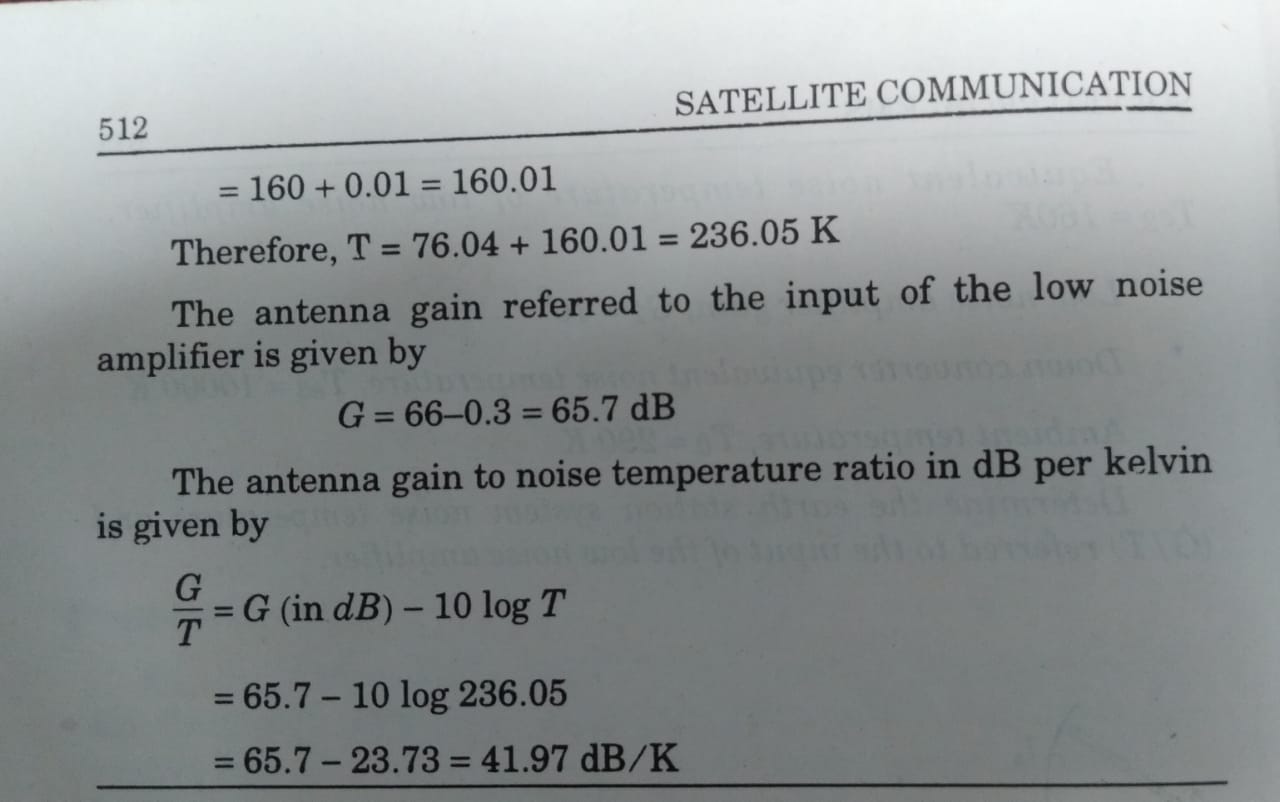 512
SATELLITE COMMUNICATION
= 160 + 0.01 = 160.01
Therefore, T = 76.04 + 160.01 = 236.05 K
The antenna gain referred to the input of the low noise
amplifier is given by
G = 66–0.3 = 65.7 dB
The antenna gain to noise temperature ratio in dB per kelvin
is given by
G/T = G (in dB) – 10 log T
= 65.7 – 10 log 236.05
= 65.7 – 23.73 = 41.97 dB/K